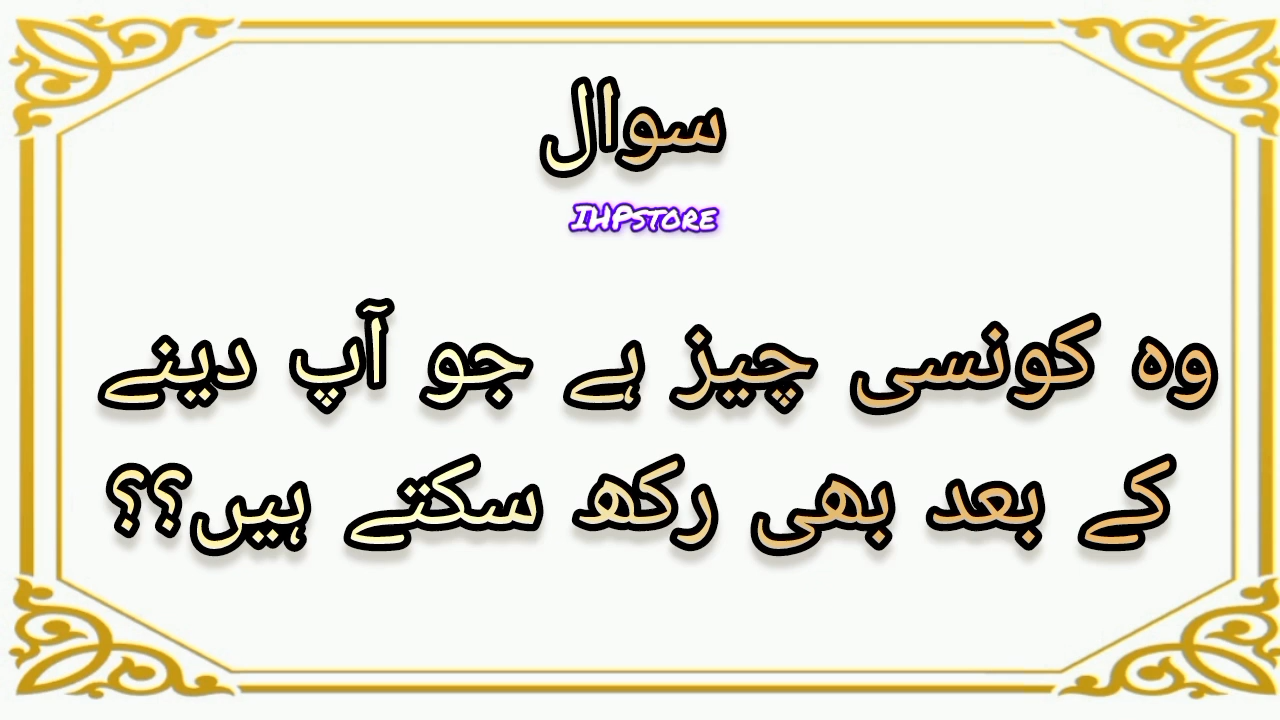 سوال
IHPSTORE
وہ کونسی چیز ہے جو آپ دینے
کے بعد بھی رکھ سکتے ہیں؟؟